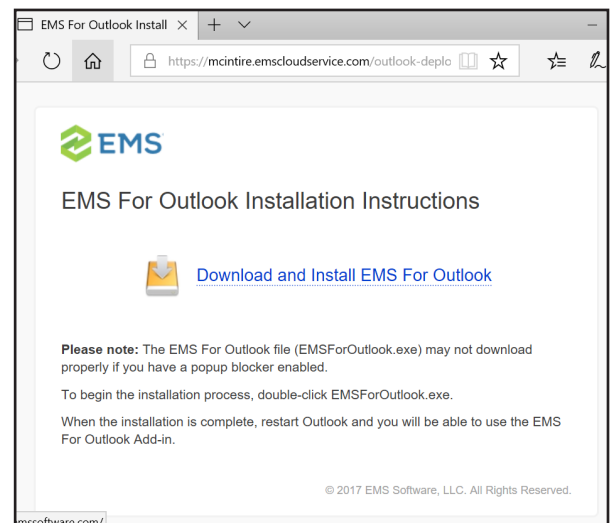 EMS For Outlook Install
https://mcintire.emscloudservice.com/outlook-deplo
EMS
EMS For Outlook Installation Instructions
Download and Install EMS For Outlook
Please note: The EMS For Outlook file (EMSForOutlook.exe) may not download
properly if you have a popup blocker enabled.
To begin the installation process, double-click EMSForOutlook.exe.
When the installation is complete, restart Outlook and you will be able to use the EMS
For Outlook Add-in.
© 2017 EMS Software, LLC. All Rights Reserved.
mssoftware.com/